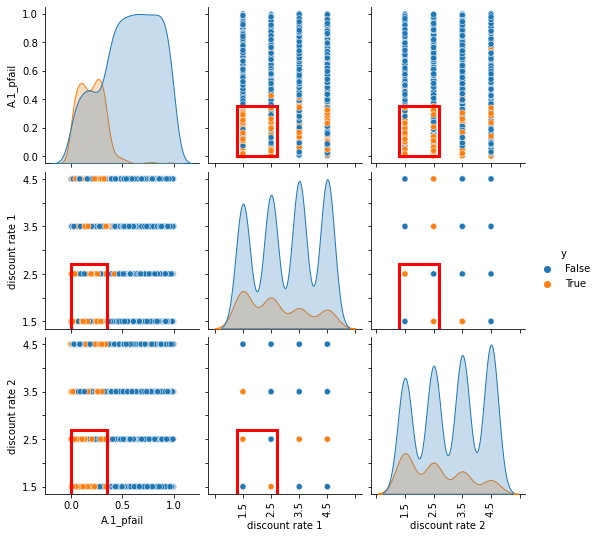 1.0
0.8
0.6
0.4
0.2
0.0
A.1_pfail
4.5
3.5
2.5
1.5
discount rate 1
y
False
True
4.5
3.5
2.5
1.5
discount rate 2
0.0 0.5 1.0
1.5 2.5 3.5 4.5
1.5 2.5 3.5 4.5
A.1_pfail
discount rate 1
discount rate 2